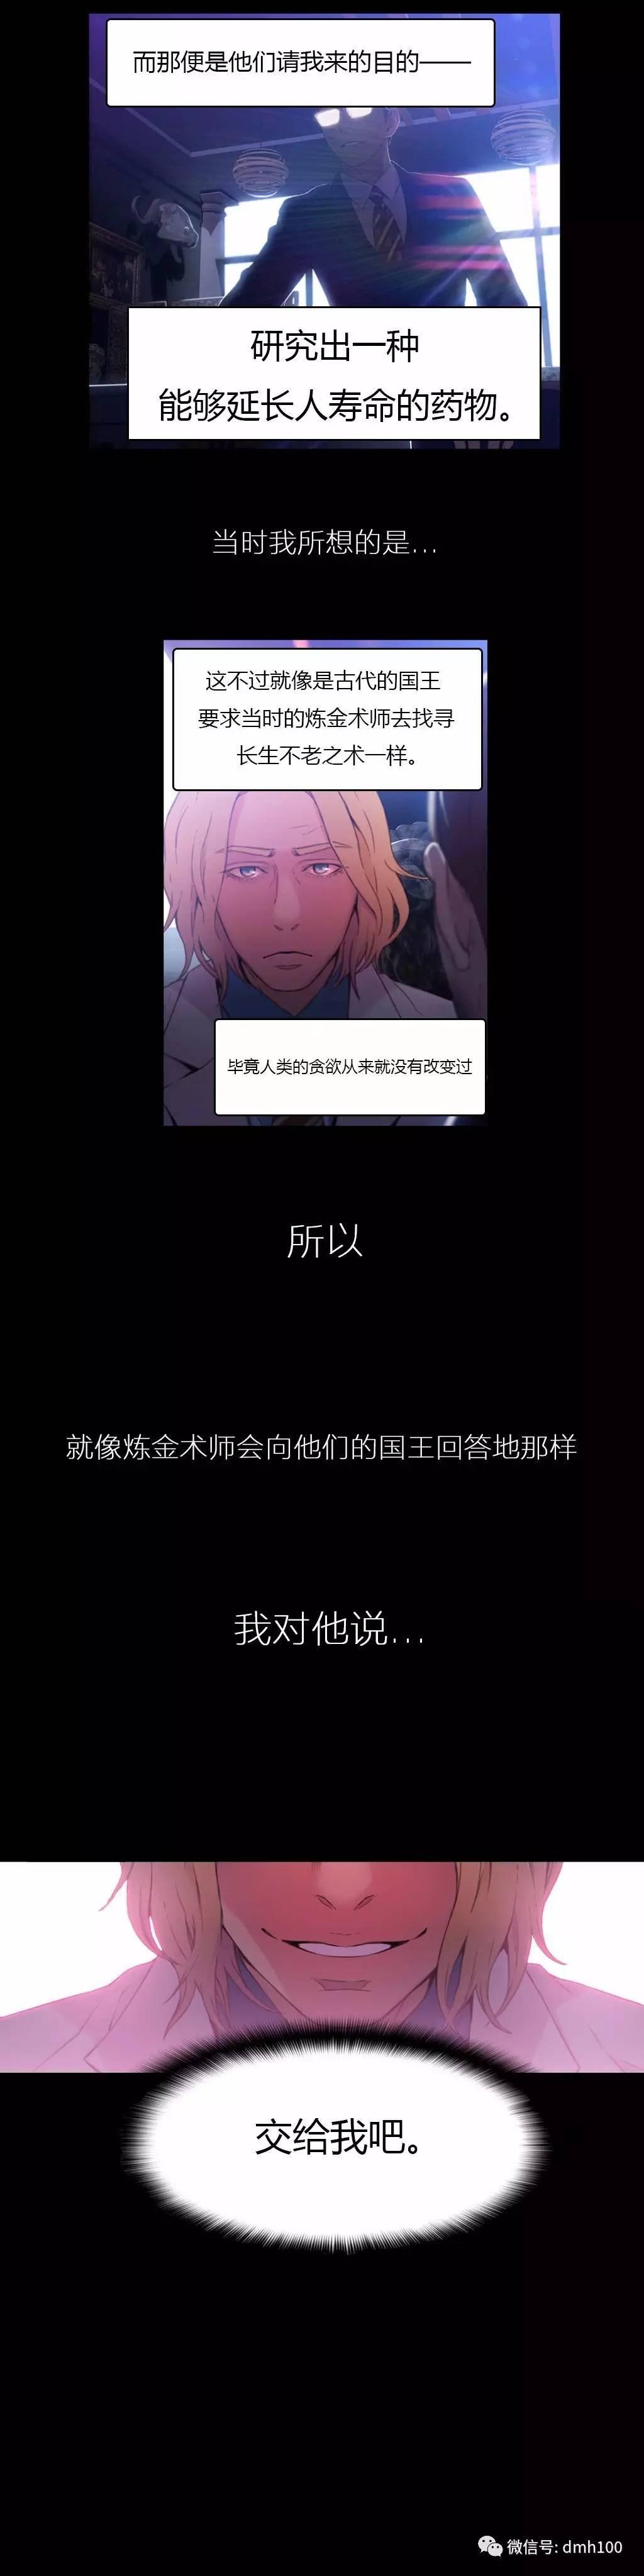 而那便是他们请我来的目的——
研究出一种
能够延长人寿命的药物。
当时我所想的是...
这不过就像是古代的国王
要求当时的炼金术师去找寻
长生不老之术一样。
毕竟人类的贪欲从来就没有改变过
所以
就像炼金术师会向他们的国王回答地那样
我对他说...
交给我吧。
微信号: dmh100